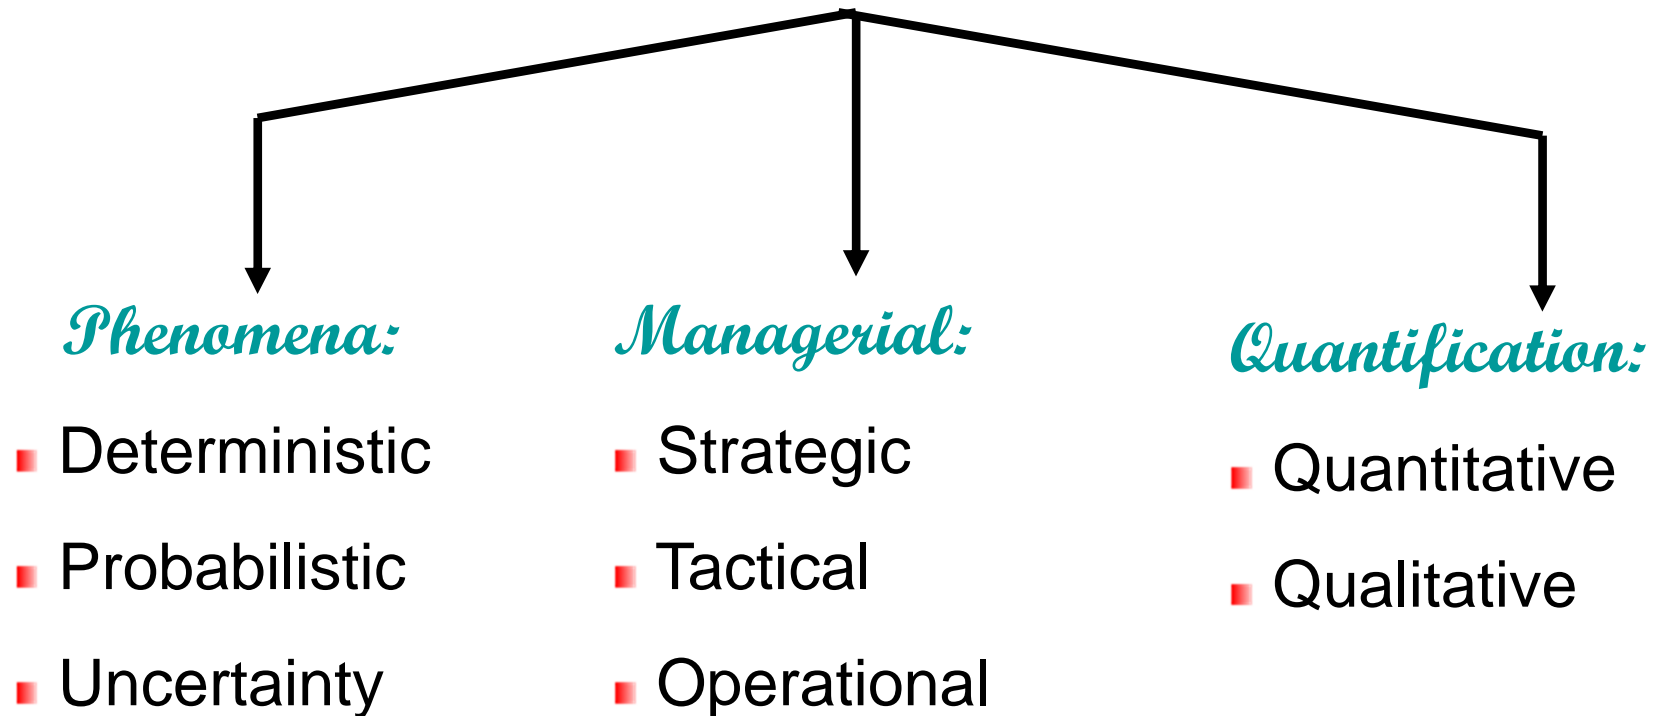 Phenomena:
Deterministic
Probabilistic
Uncertainty
Managerial:
Strategic
Tactical
Operational
Quantification:
Quantitative
Qualitative